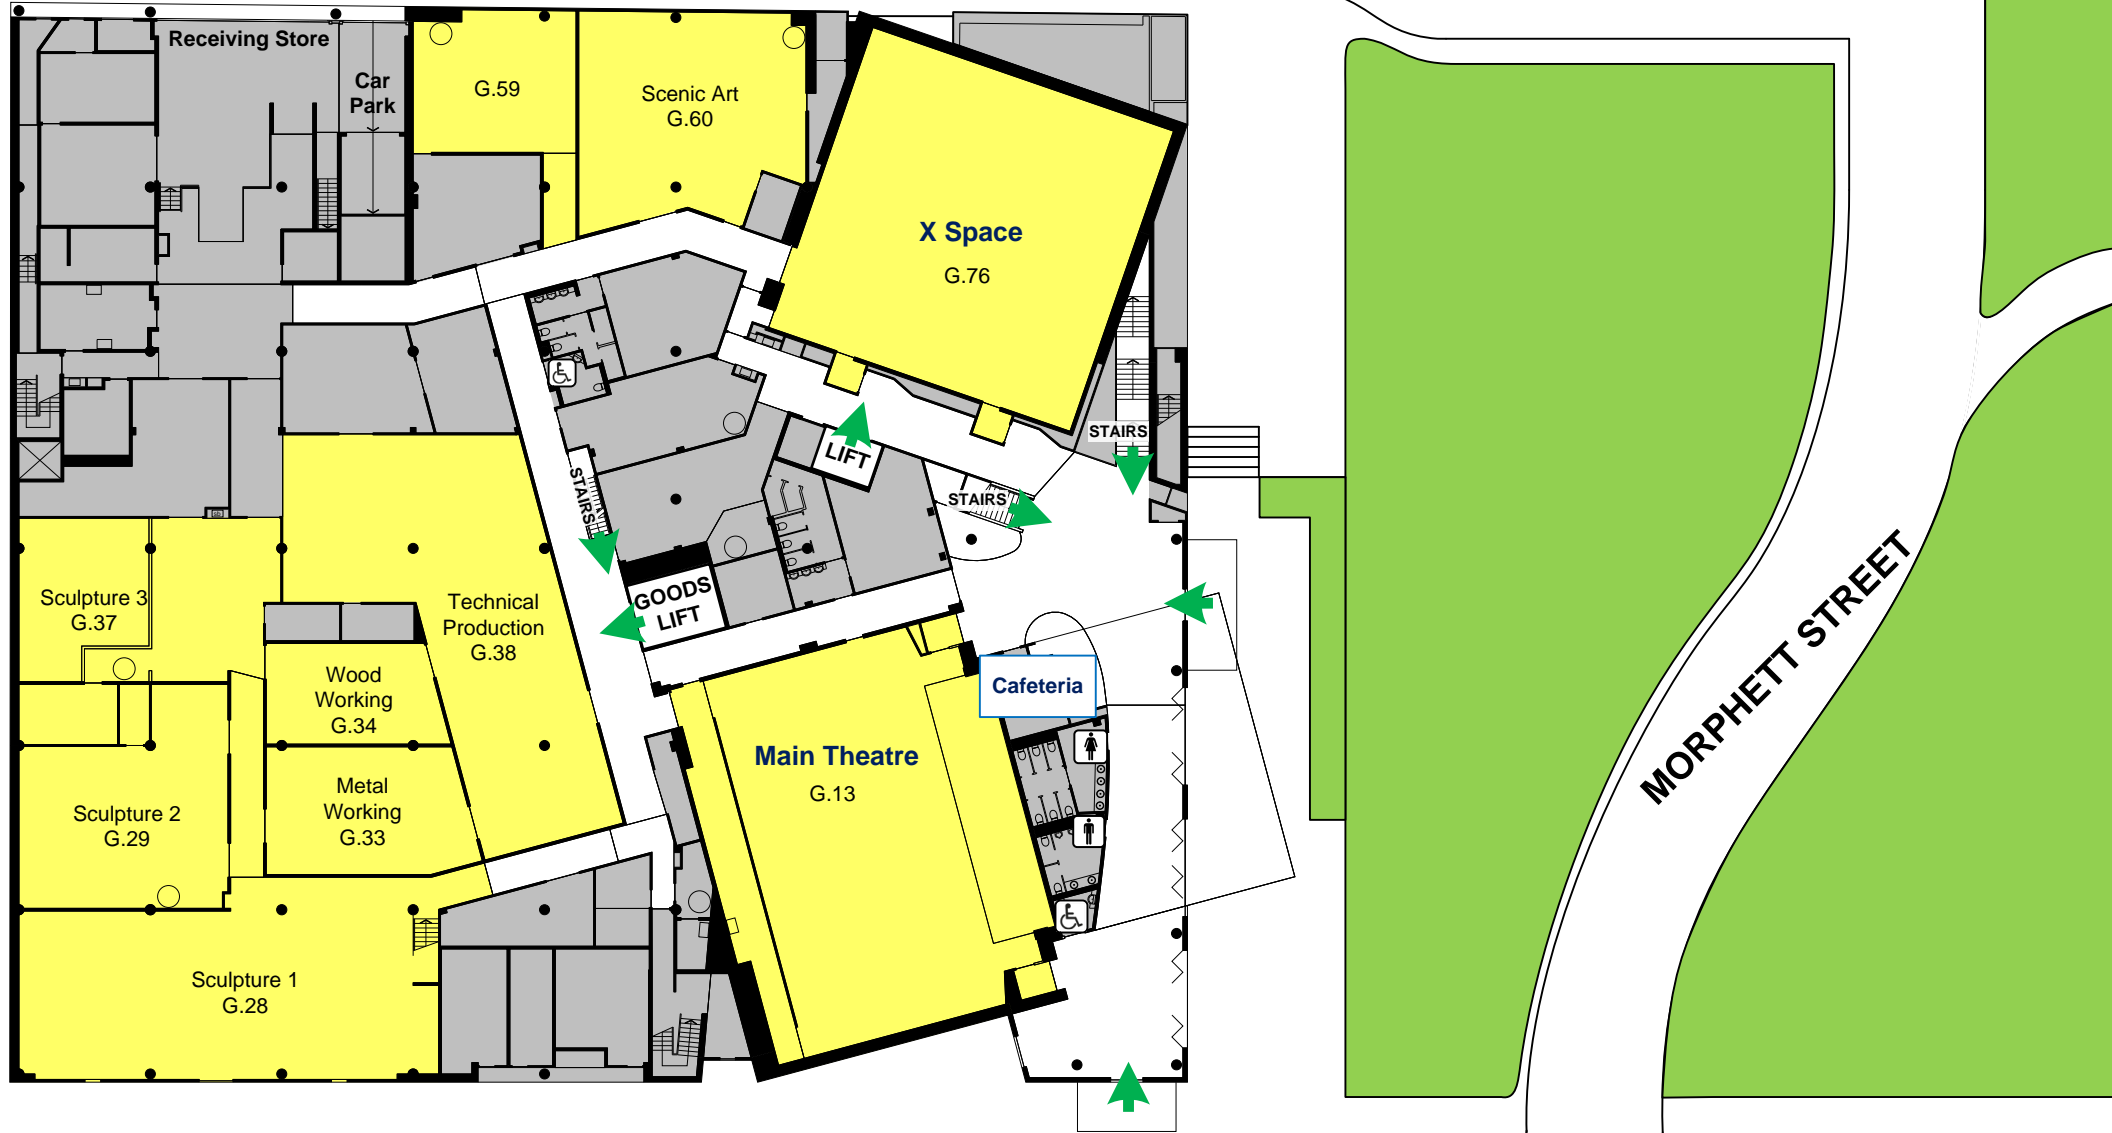 Receiving Store
Car
Park
G.59
Scenic Art
G.60
X Space
G.76
STAIRS
LIFT
STAIRS
STAIRS
GOODS
LIFT
Sculpture 3
G.37
Technical
Production
G.38
Wood
Working
G.34
Cafeteria
Main Theatre
G.13
Metal
Working
G.33
Sculpture 2
G.29
Sculpture 1
G.28
MORPHETT STREET